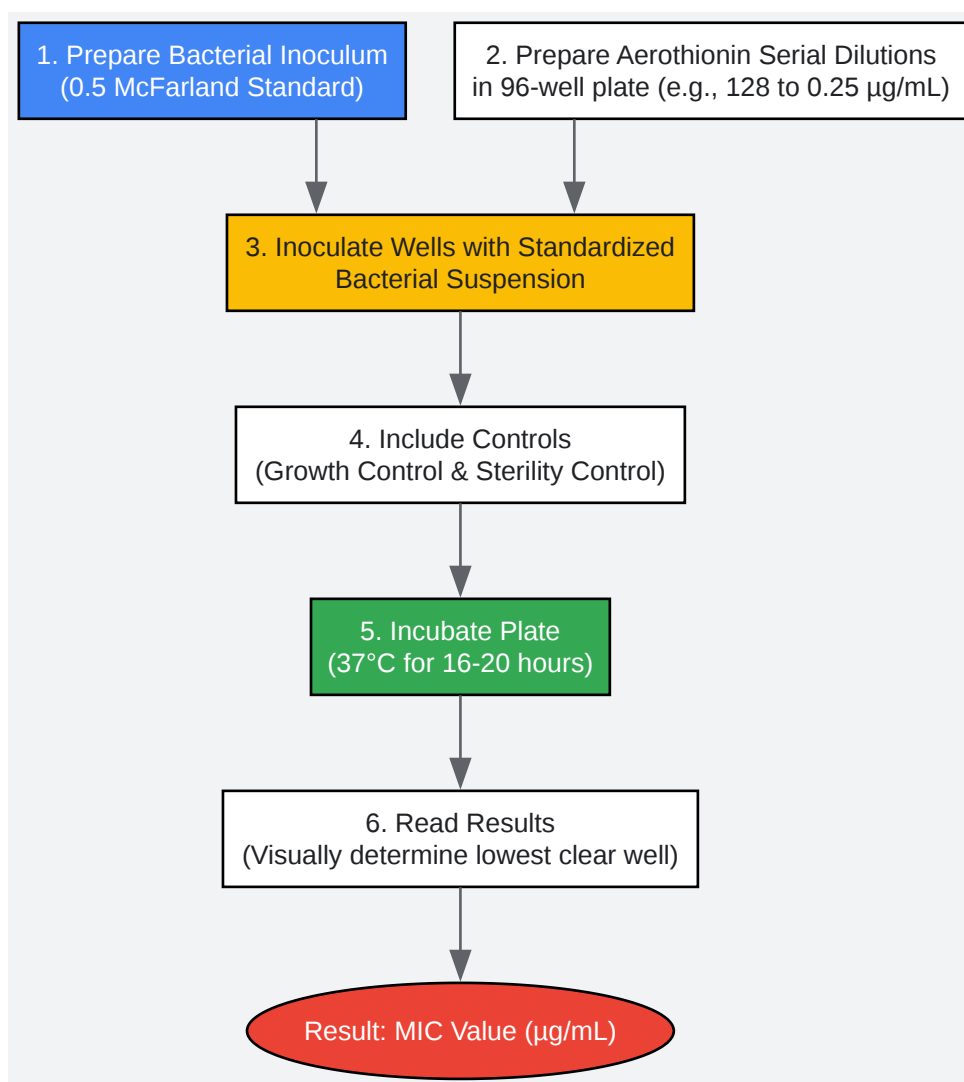 1. Prepare Bacterial Inoculum
(0.5 McFarland Standard)
2. Prepare Aerothionin Serial Dilutions
in 96-well plate (e.g., 128 to 0.25 µg/mL)
3. Inoculate Wells with Standardized
Bacterial Suspension
4. Include Controls
(Growth Control & Sterility Control)
5. Incubate Plate
(37°C for 16-20 hours)
6. Read Results
(Visually determine lowest clear well)
Result: MIC Value (µg/mL)